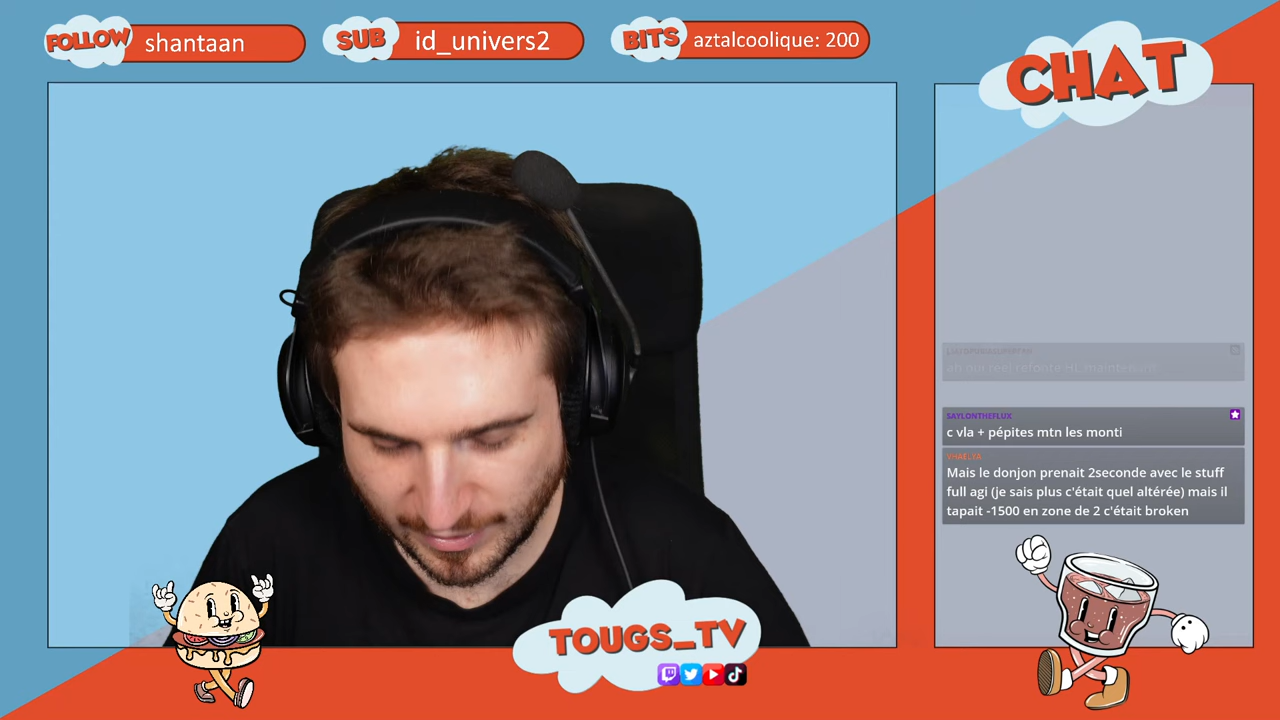 FOLLOW
shantaan
SUB
id_univers2
BITS
aztalcoolique: 200
CHAT
SAYLONTHEFLUX
c vla + pépites mtn les monti
VHAELYA
Mais le donjon prenait 2seconde avec le stuff
full agi (je sais plus c'était quel altérée) mais il
tapait -1500 en zone de 2 c'était broken
TOUGS_TV